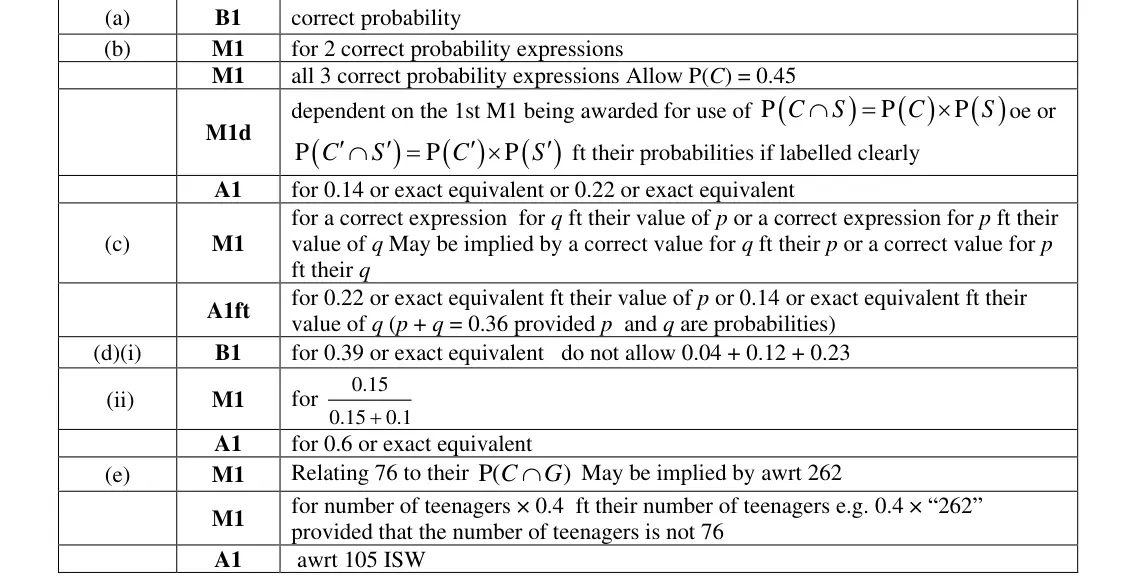 (a) B1 correct probability
(b) M1 for 2 correct probability expressions
M1 all 3 correct probability expressions Allow P(C) = 0.45
M1d dependent on the 1st M1 being awarded for use of P(C∩S)=P(C)×P(S) oe or
P(C′∩S′)=P(C′)×P(S′) ft their probabilities if labelled clearly
A1 for 0.14 or exact equivalent or 0.22 or exact equivalent
(c) M1 for a correct expression for q ft their value of p or a correct expression for p ft their
value of q May be implied by a correct value for q ft their p or a correct value for p
ft their q
A1ft for 0.22 or exact equivalent ft their value of p or 0.14 or exact equivalent ft their
value of q (p + q = 0.36 provided p and q are probabilities)
(d)(i) B1 for 0.39 or exact equivalent do not allow 0.04 + 0.12 + 0.23
(ii) M1 for 0.15
0.15 + 0.1
A1 for 0.6 or exact equivalent
(e) M1 Relating 76 to their P(C∩G) May be implied by awrt 262
M1 for number of teenagers × 0.4 ft their number of teenagers e.g. 0.4 × “262”
provided that the number of teenagers is not 76
A1 awrt 105 ISW